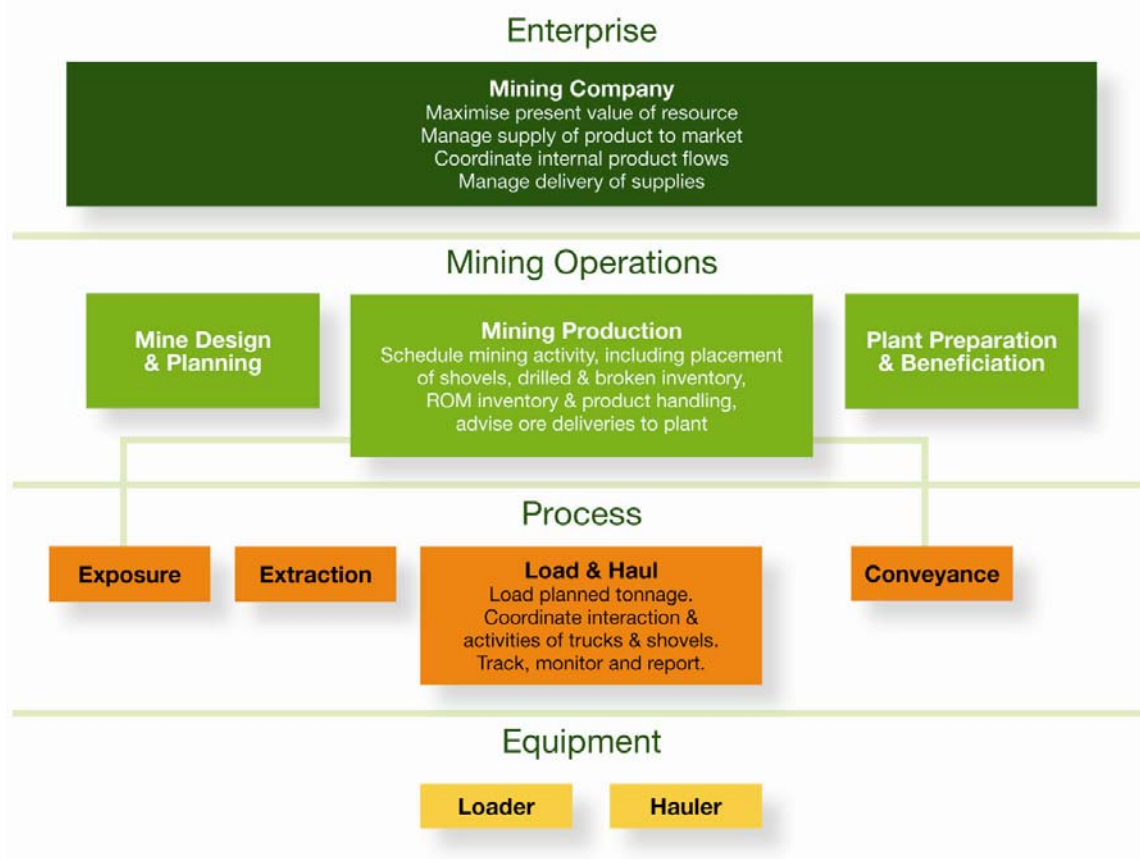 Enterprise
Mining Company
Maximise present value of resource
Manage supply of product to market
Coordinate internal product flows
Manage delivery of supplies
Mining Operations
Mine Design
& Planning
Mining Production
Schedule mining activity, including placement
of shovels, drilled & broken inventory,
ROM inventory & product handling,
advise ore deliveries to plant
Plant Preparation
& Beneficiation
Process
Exposure
Extraction
Load & Haul
Load planned tonnage.
Coordinate interaction &
activities of trucks & shovels.
Track, monitor and report.
Conveyance
Equipment
Loader
Hauler